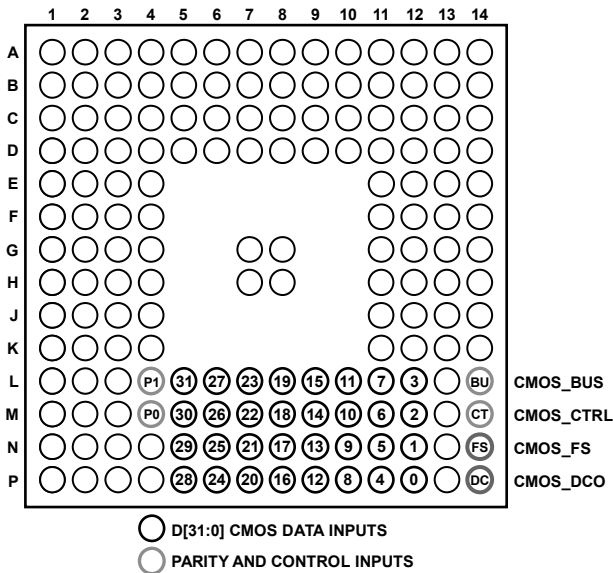 1 2 3 4 5 6 7 8 9 10 11 12 13 14
A
B
C
D
E
F
G
H
J
K
L P1 31 27 23 19 15 11 7 3 BU CMOS_BUS
M P0 30 26 22 18 14 10 6 2 CT CMOS_CTRL
N 29 25 21 17 13 9 5 1 FS CMOS_FS
P 28 24 20 16 12 8 4 0 DC CMOS_DCO
D[31:0] CMOS DATA INPUTS
PARITY AND CONTROL INPUTS